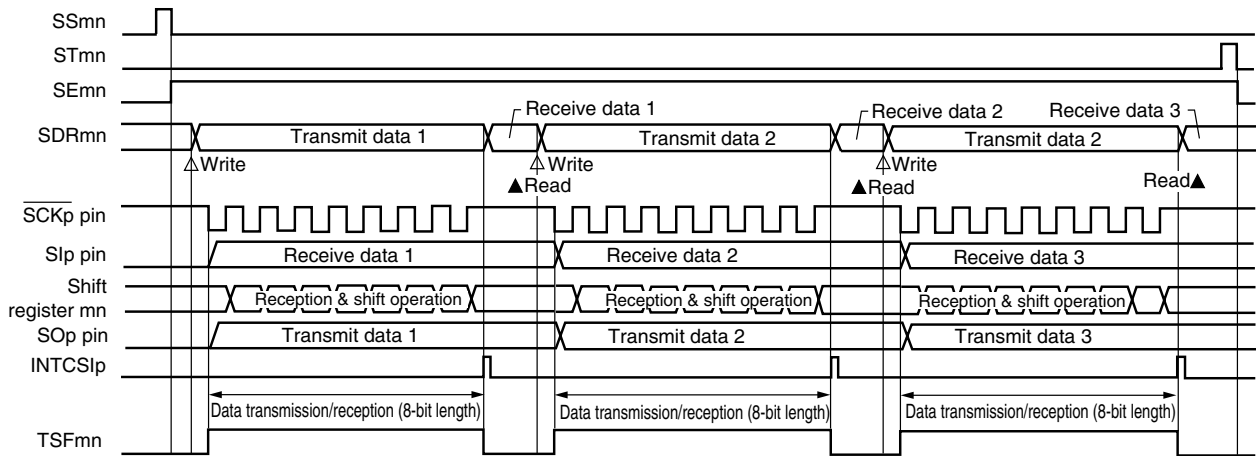 SSmn
STmn
SEmn
Receive data 1
Receive data 2
Receive data 3
SDRmn
Transmit data 1
Transmit data 2
Transmit data 2
△Write
△Write
△Write
▲Read
▲Read
Read▲
SCKp pin
SIp pin
Receive data 1
Receive data 2
Receive data 3
Shift
register mn
Reception & shift operation
Reception & shift operation
Reception & shift operation
SOp pin
Transmit data 1
Transmit data 2
Transmit data 3
INTCSIp
Data transmission/reception (8-bit length)
Data transmission/reception (8-bit length)
Data transmission/reception (8-bit length)
TSFmn